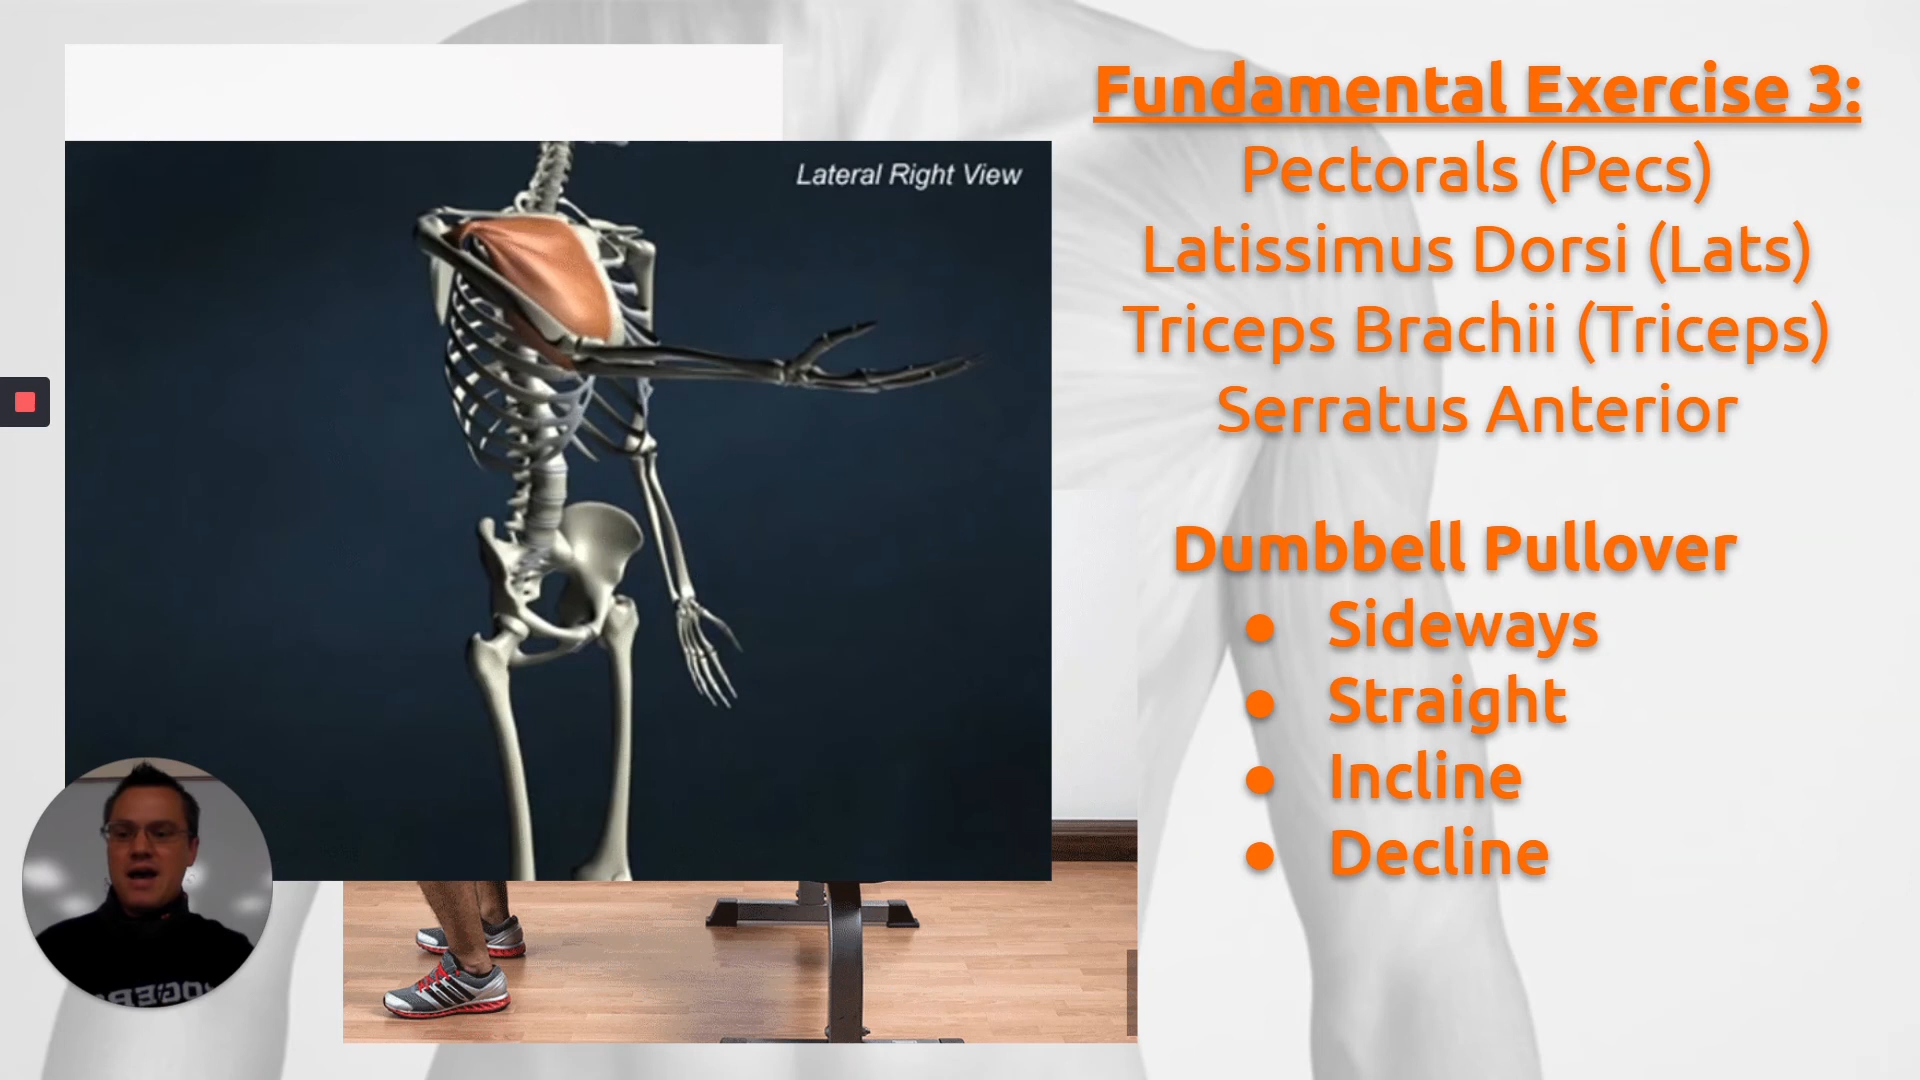 Lateral Right View
Fundamental Exercise 3:
Pectorals (Pecs)
Latissimus Dorsi (Lats)
Triceps Brachii (Triceps)
Serratus Anterior
Dumbbell Pullover
● Sideways
● Straight
● Incline
● Decline